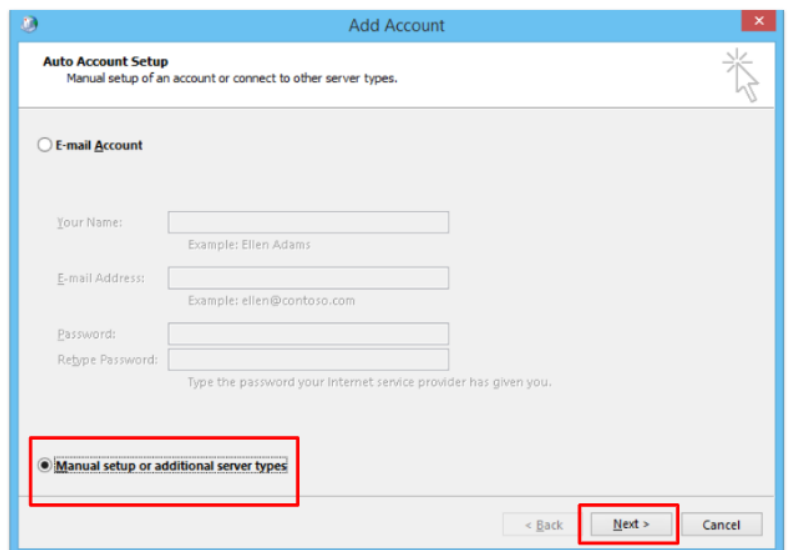 Add Account
Auto Account Setup
Manual setup of an account or connect to other server types.
E-mail Account
Your Name:
Example: Ellen Adams
E-mail Address:
Example: ellen@contoso.com
Password:
Retype Password:
Type the password your Internet service provider has given you.
Manual setup or additional server types
< Back Next > Cancel